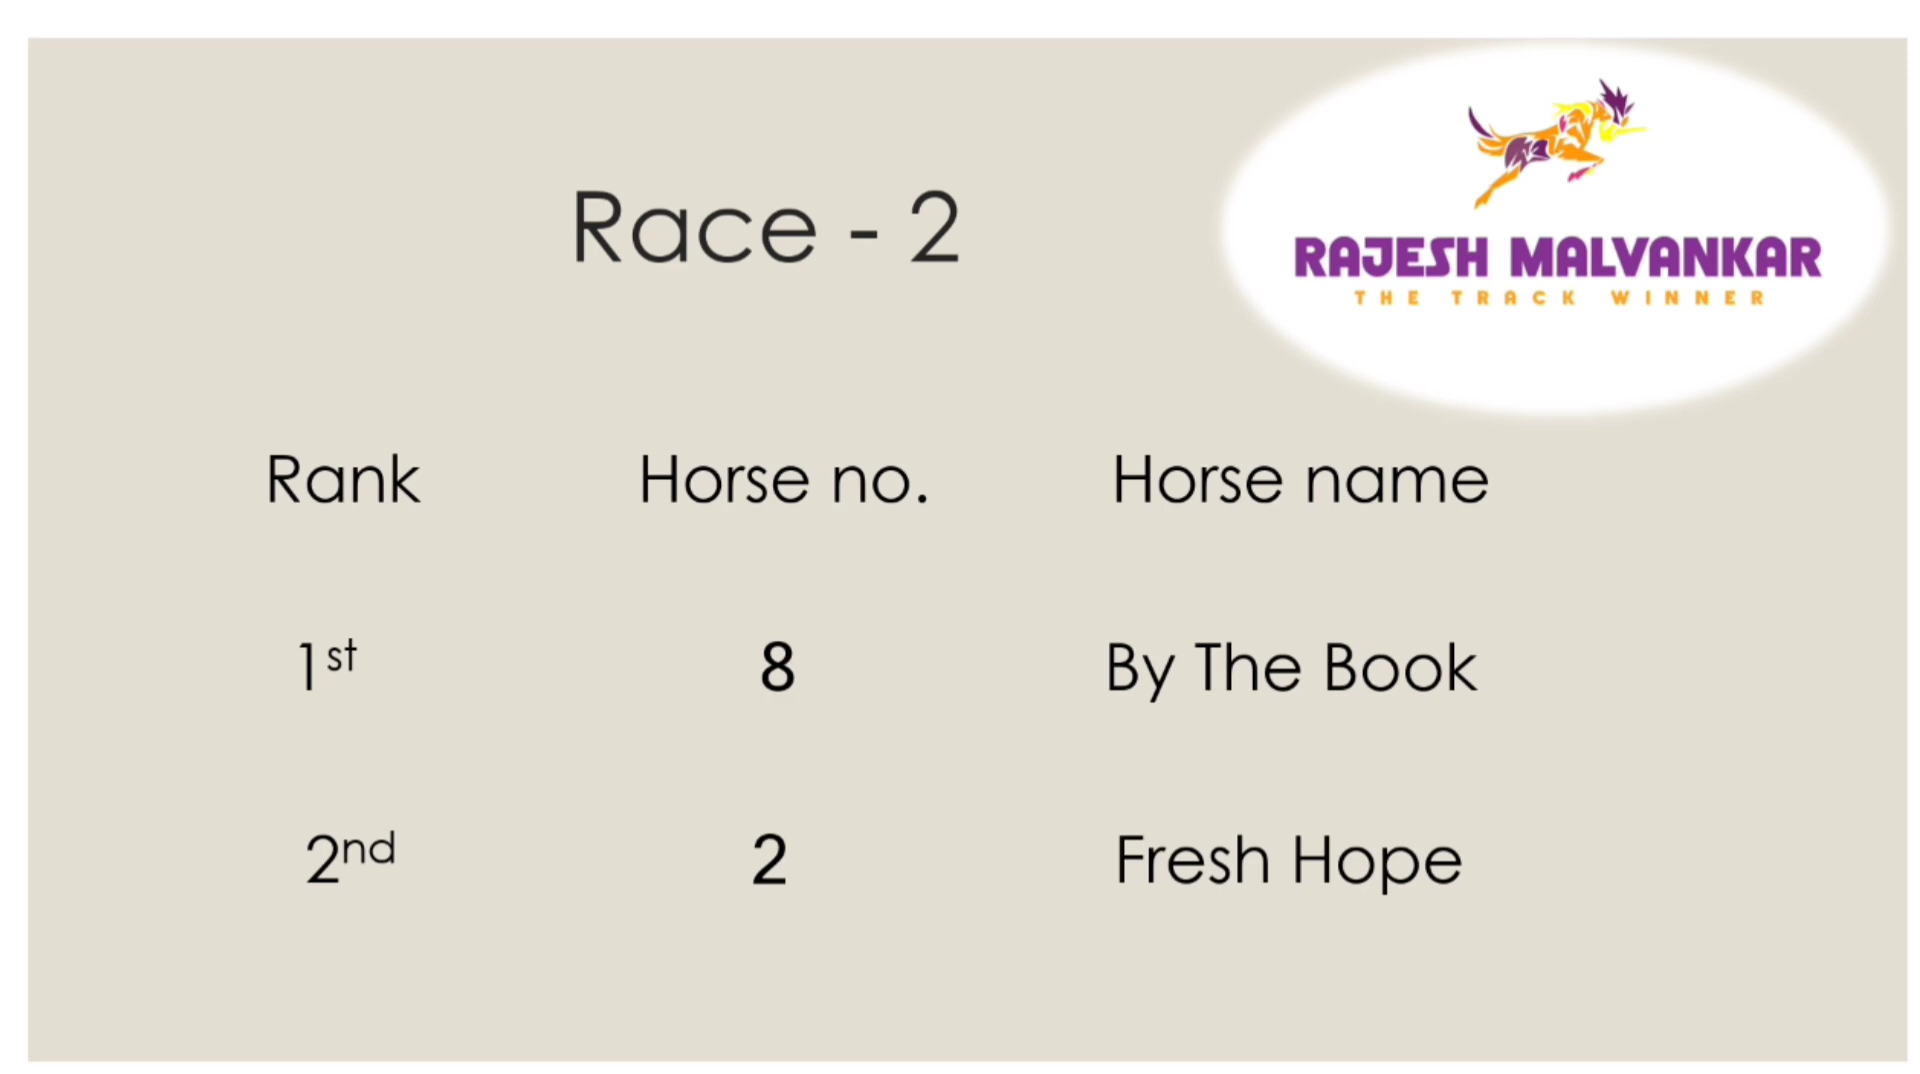 Race - 2
RAJESH MALVANKAR
THE TRACK WINNER
Rank Horse no. Horse name
1st 8 By The Book
2nd 2 Fresh Hope